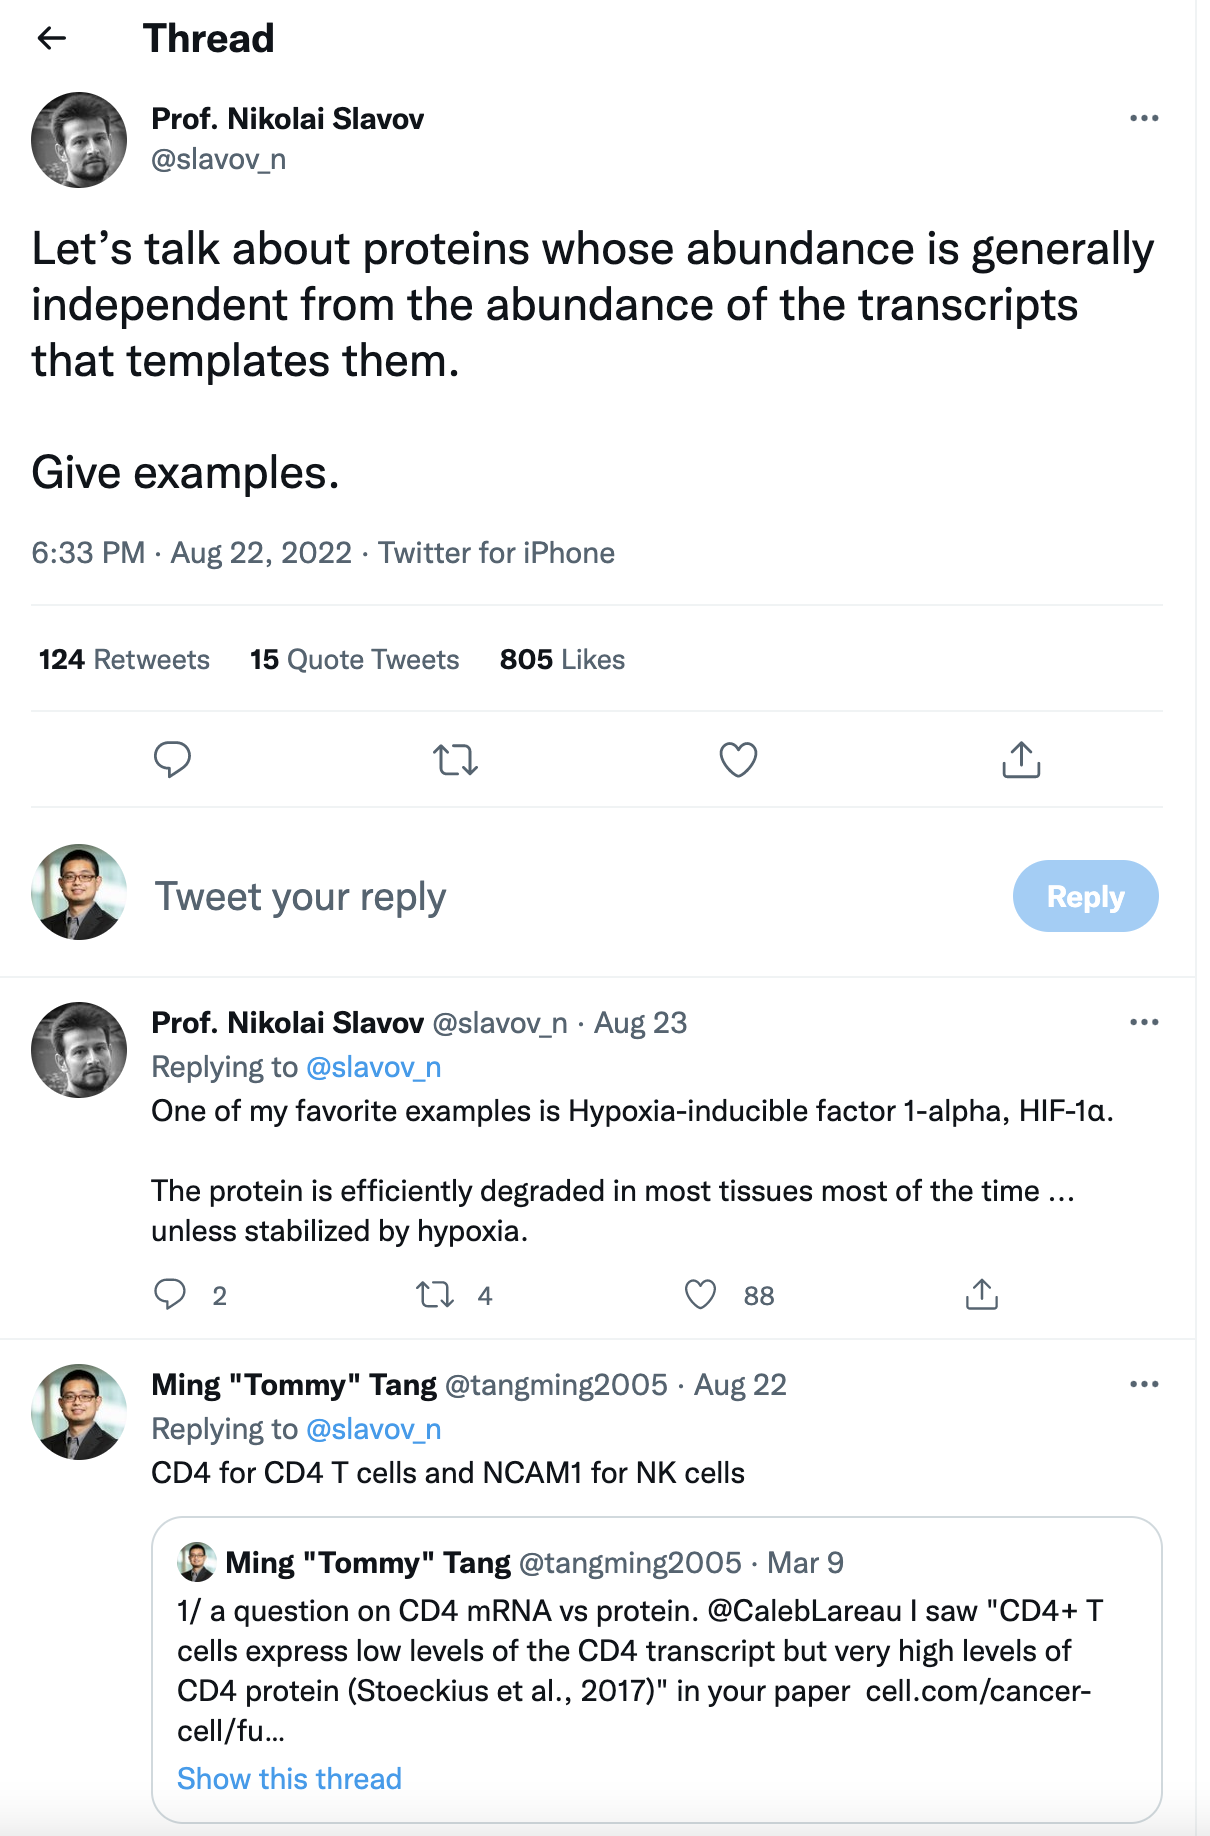 Thread
Prof. Nikolai Slavov
@slavov_n
Let’s talk about proteins whose abundance is generally
independent from the abundance of the transcripts
that templates them.
Give examples.
6:33 PM · Aug 22, 2022 · Twitter for iPhone
124 Retweets 15 Quote Tweets 805 Likes
Tweet your reply
Reply
Prof. Nikolai Slavov @slavov_n · Aug 23
Replying to @slavov_n
One of my favorite examples is Hypoxia-inducible factor 1-alpha, HIF-1α.
The protein is efficiently degraded in most tissues most of the time …
unless stabilized by hypoxia.
2 4 88
Ming "Tommy" Tang @tangming2005 · Aug 22
Replying to @slavov_n
CD4 for CD4 T cells and NCAM1 for NK cells
Ming "Tommy" Tang @tangming2005 · Mar 9
1/ a question on CD4 mRNA vs protein. @CalebLareau I saw "CD4+ T
cells express low levels of the CD4 transcript but very high levels of
CD4 protein (Stoeckius et al., 2017)" in your paper cell.com/cancer-
cell/fu…
Show this thread